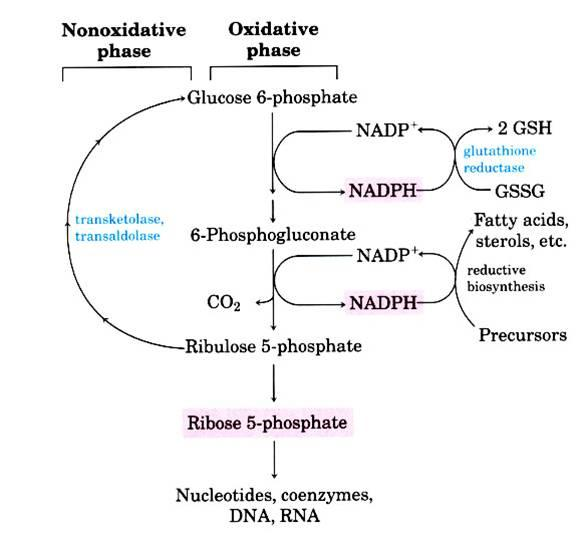 Nonoxidative
phase
Oxidative
phase
Glucose 6-phosphate
NADP⁺
2 GSH
glutathione
reductase
NADPH
GSSG
transketolase,
transaldolase
6-Phosphogluconate
Fatty acids,
sterols, etc.
NADP⁺
reductive
biosynthesis
CO₂
NADPH
Precursors
Ribulose 5-phosphate
Ribose 5-phosphate
Nucleotides, coenzymes,
DNA, RNA